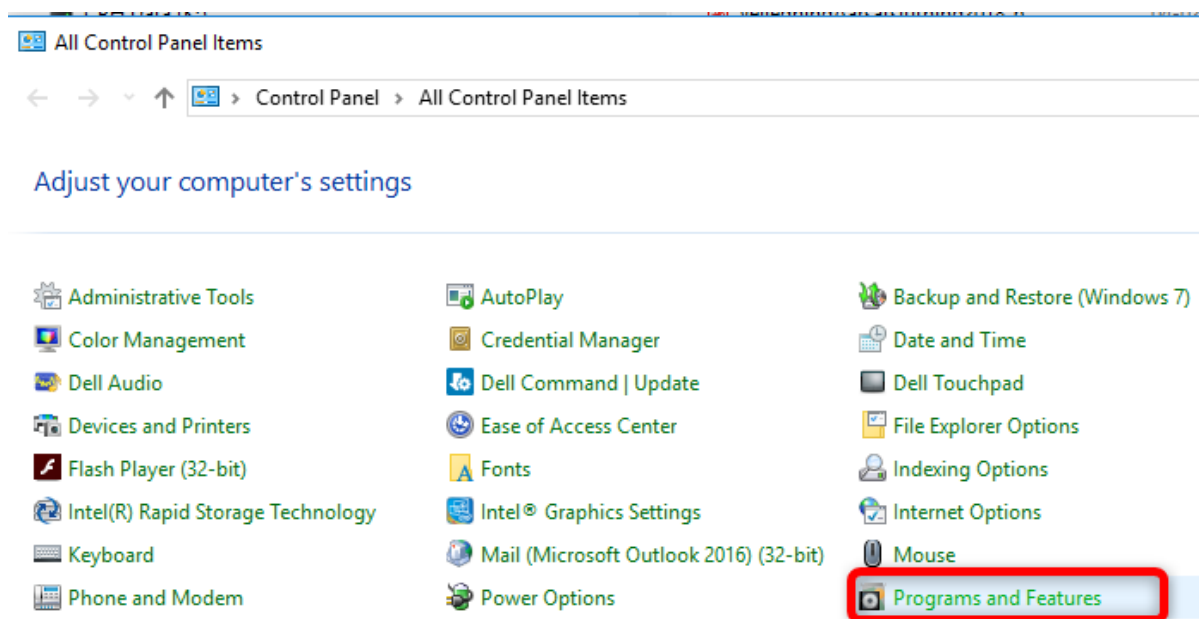 All Control Panel Items
Control Panel > All Control Panel Items
Adjust your computer's settings
Administrative Tools
AutoPlay
Backup and Restore (Windows 7)
Color Management
Credential Manager
Date and Time
Dell Audio
Dell Command | Update
Dell Touchpad
Devices and Printers
Ease of Access Center
File Explorer Options
Flash Player (32-bit)
Fonts
Indexing Options
Intel(R) Rapid Storage Technology
Intel® Graphics Settings
Internet Options
Keyboard
Mail (Microsoft Outlook 2016) (32-bit)
Mouse
Phone and Modem
Power Options
Programs and Features